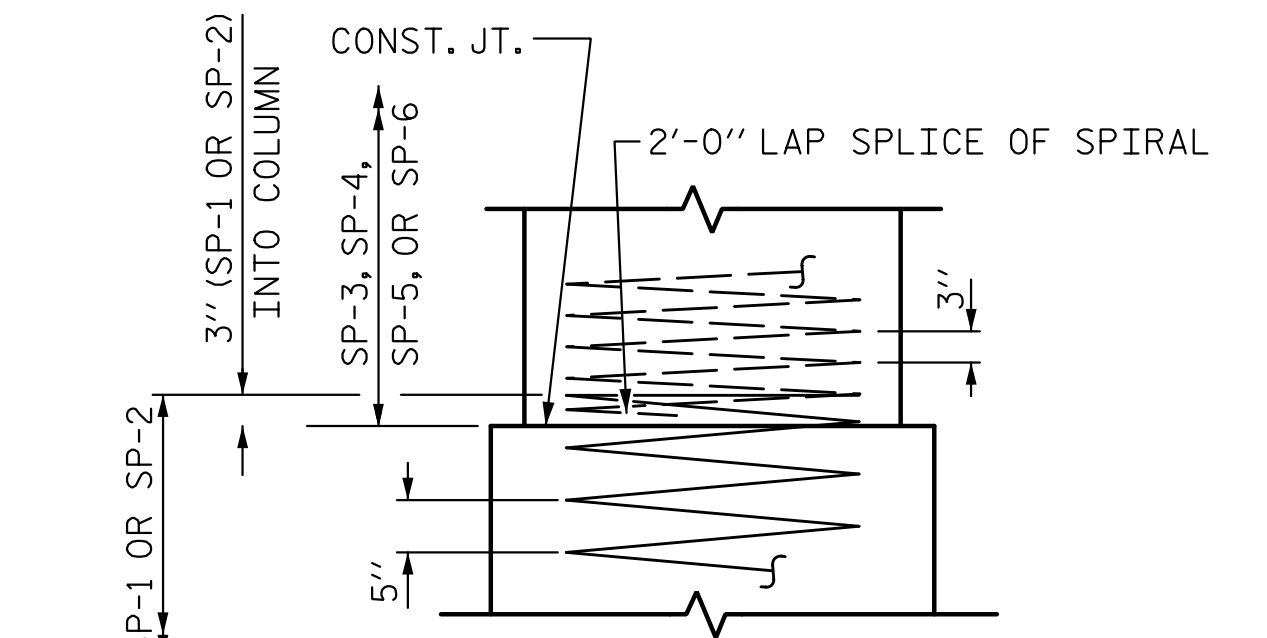 CONST. JT.
2'-0" LAP SPLICE OF SPIRAL
3" (SP-1 OR SP-2)
INTO COLUMN
SP-3, SP-4,
SP-5, OR SP-6
3"
5"
SP-1 OR SP-2